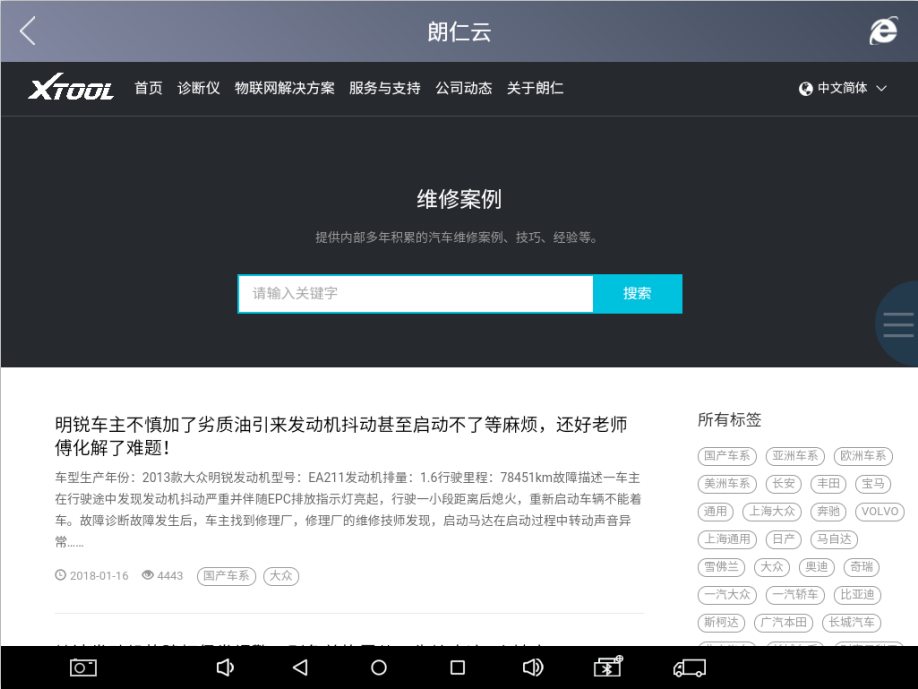 朗仁云
XTOOL 首页 诊断仪 物联网解决方案 服务与支持 公司动态 关于朗仁 中文简体
维修案例
提供内部多年积累的汽车维修案例、技巧、经验等。
请输入关键字 搜索
明锐车主不慎加了劣质油引来发动机抖动甚至启动不了等麻烦，还好老师
傅化解了难题！
车型生产年份：2013款大众明锐发动机型号：EA211发动机排量：1.6行驶里程：78451km故障描述一车主
在行驶途中发现发动机抖动严重并伴随EPC排放指示灯亮起，行驶一小段距离后熄火，重新启动车辆不能着
车。故障诊断故障发生后，车主找到修理厂，修理厂的维修技师发现，启动马达在启动过程中转动声音异
常......
2018-01-16 4443 国产车系 大众
所有标签
国产车系 亚洲车系 欧洲车系
美洲车系 长安 丰田 宝马
通用 上海大众 奔驰 VOLVO
上海通用 日产 马自达
雪佛兰 大众 奥迪 奇瑞
一汽大众 一汽轿车 比亚迪
斯柯达 广汽本田 长城汽车